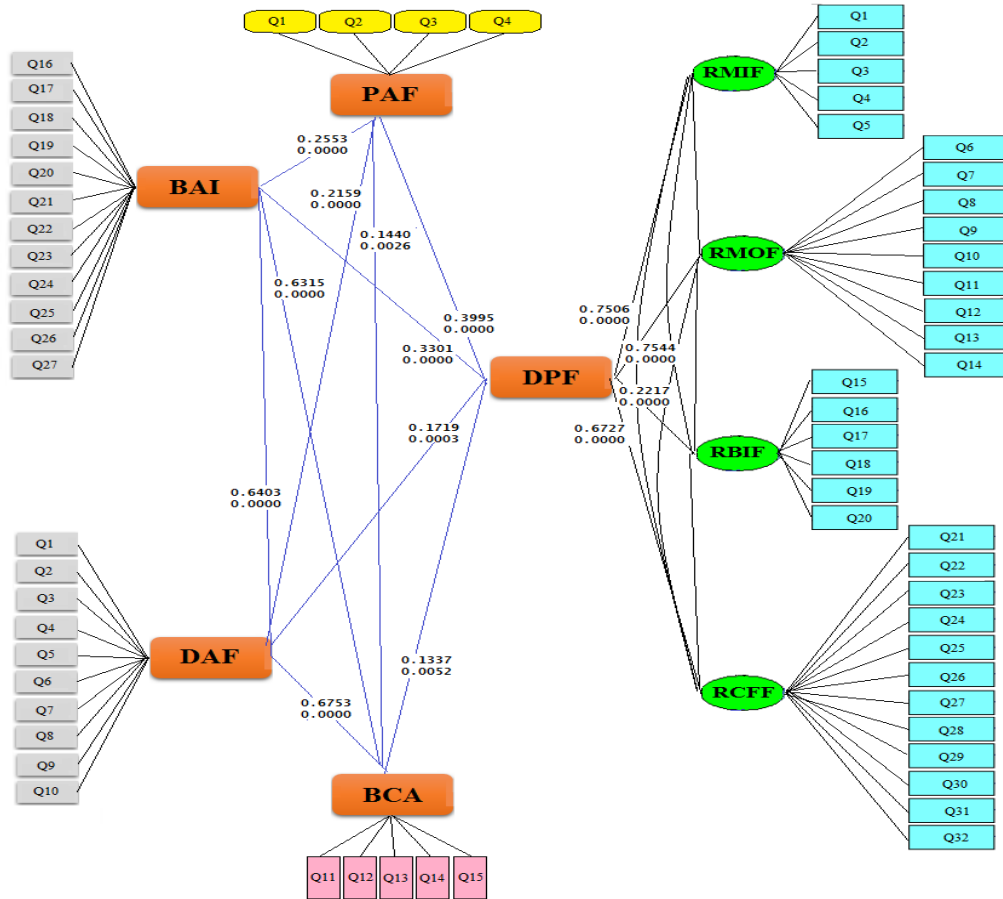 Q1
Q2
Q3
Q4
PAF
Q16
Q17
Q18
Q19
Q20
Q21
Q22
Q23
Q24
Q25
Q26
Q27
BAI
0.2553
0.0000
0.2159
0.0000
0.1440
0.0026
0.6315
0.0000
0.3995
0.0000
0.3301
0.0000
DPF
0.1719
0.0003
0.6403
0.0000
Q1
Q2
Q3
Q4
Q5
Q6
Q7
Q8
Q9
Q10
DAF
0.6753
0.0000
0.1337
0.0052
BCA
Q11
Q12
Q13
Q14
Q15
0.7506
0.0000
0.7544
0.0000
0.2217
0.0000
0.6727
0.0000
RMIF
Q1
Q2
Q3
Q4
Q5
RMOF
Q6
Q7
Q8
Q9
Q10
Q11
Q12
Q13
Q14
RBIF
Q15
Q16
Q17
Q18
Q19
Q20
RCFF
Q21
Q22
Q23
Q24
Q25
Q26
Q27
Q28
Q29
Q30
Q31
Q32